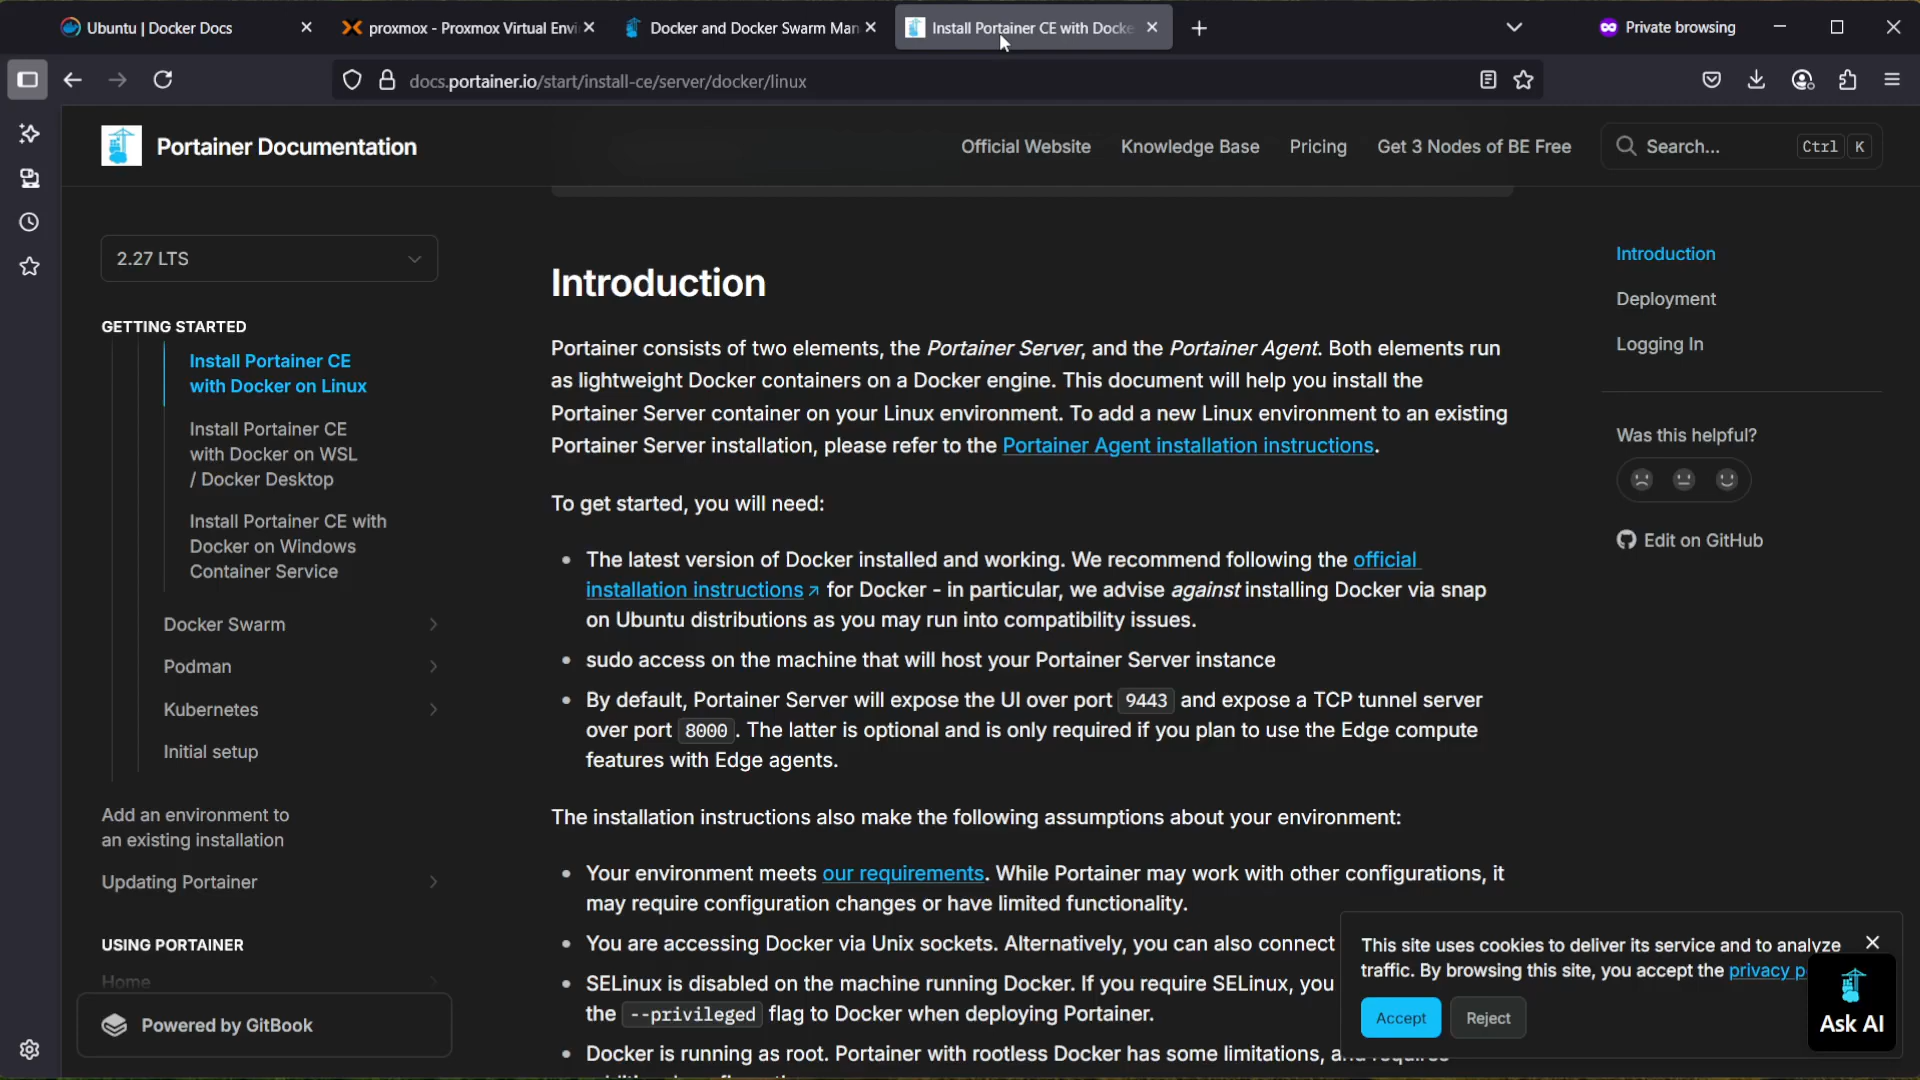 Ubuntu | Docker Docs
proxmox - Proxmox Virtual Envi
Docker and Docker Swarm Man
Install Portainer CE with Docke
Private browsing
docs.portainer.io/start/install-ce/server/docker/linux
Portainer Documentation
Official Website
Knowledge Base
Pricing
Get 3 Nodes of BE Free
Search...
Ctrl K
2.27 LTS
GETTING STARTED
Install Portainer CE
with Docker on Linux
Install Portainer CE
with Docker on WSL
/ Docker Desktop
Install Portainer CE with
Docker on Windows
Container Service
Docker Swarm
Podman
Kubernetes
Initial setup
Add an environment to
an existing installation
Updating Portainer
USING PORTAINER
Home
Powered by GitBook
Introduction
Portainer consists of two elements, the Portainer Server, and the Portainer Agent. Both elements run
as lightweight Docker containers on a Docker engine. This document will help you install the
Portainer Server container on your Linux environment. To add a new Linux environment to an existing
Portainer Server installation, please refer to the Portainer Agent installation instructions.
To get started, you will need:
The latest version of Docker installed and working. We recommend following the official
installation instructions for Docker - in particular, we advise against installing Docker via snap
on Ubuntu distributions as you may run into compatibility issues.
sudo access on the machine that will host your Portainer Server instance
By default, Portainer Server will expose the UI over port 9443 and expose a TCP tunnel server
over port 8000. The latter is optional and is only required if you plan to use the Edge compute
features with Edge agents.
The installation instructions also make the following assumptions about your environment:
Your environment meets our requirements. While Portainer may work with other configurations, it
may require configuration changes or have limited functionality.
You are accessing Docker via Unix sockets. Alternatively, you can also connect
SELinux is disabled on the machine running Docker. If you require SELinux, you
the --privileged flag to Docker when deploying Portainer.
Docker is running as root. Portainer with rootless Docker has some limitations,
Introduction
Deployment
Logging In
Was this helpful?
Edit on GitHub
This site uses cookies to deliver its service and to analyze
traffic. By browsing this site, you accept the privacy p
Accept
Reject
Ask AI